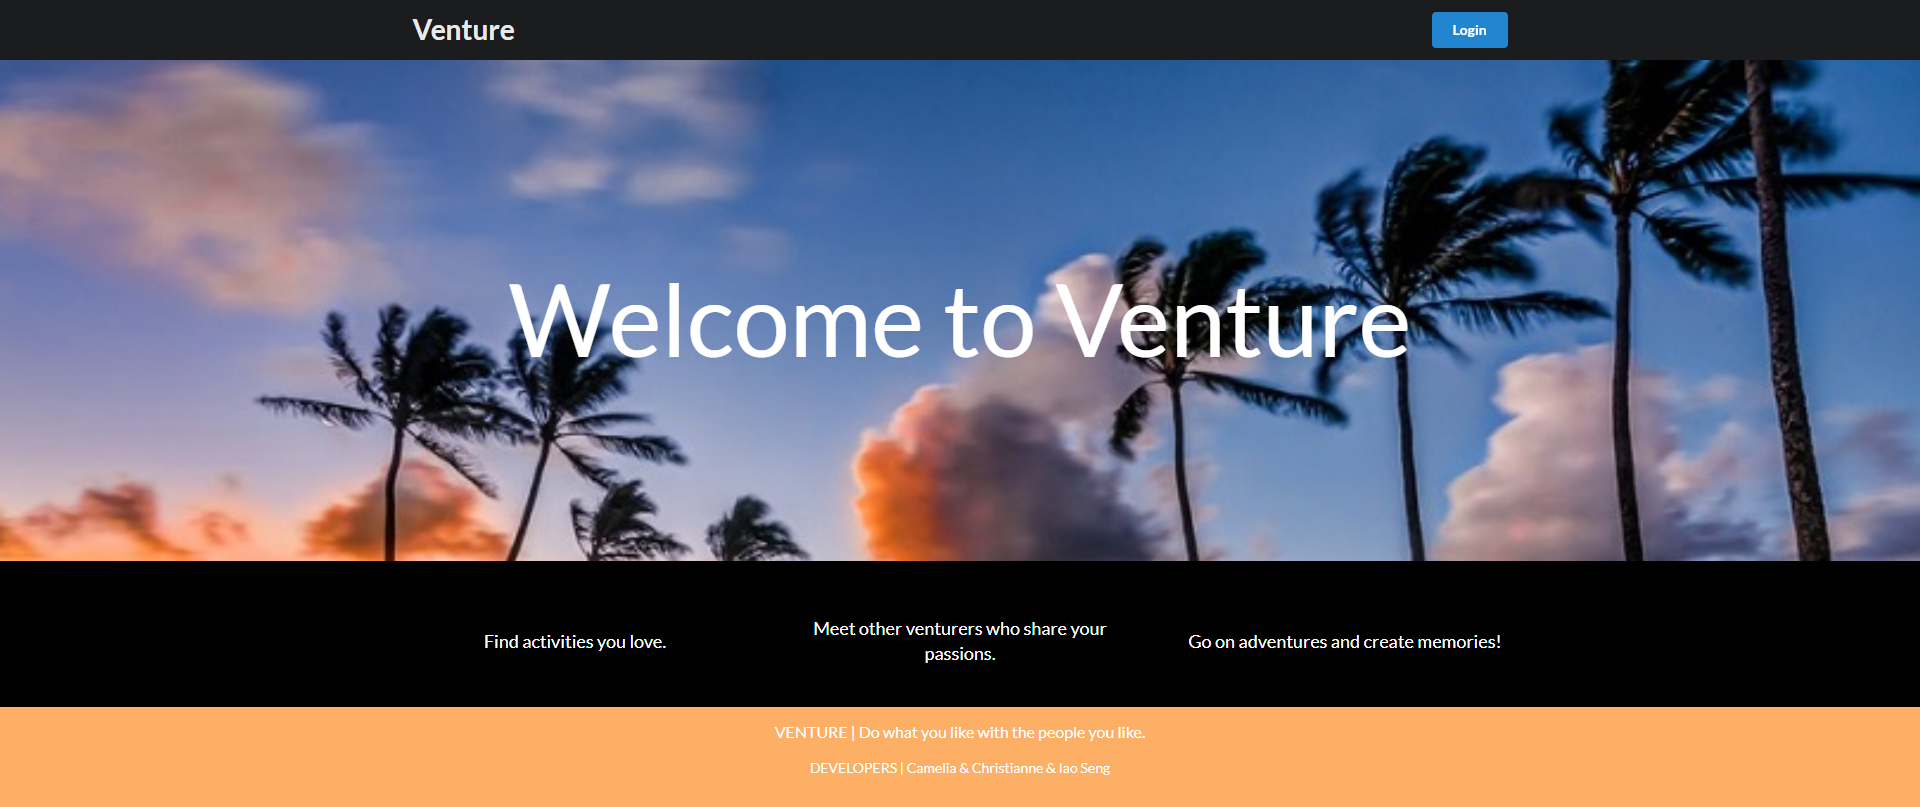 Venture
Login
Welcome to Venture
Find activities you love.
Meet other venturers who share your
passions.
Go on adventures and create memories!
VENTURE | Do what you like with the people you like.
DEVELOPERS | Camelia & Christianne & Iao Seng